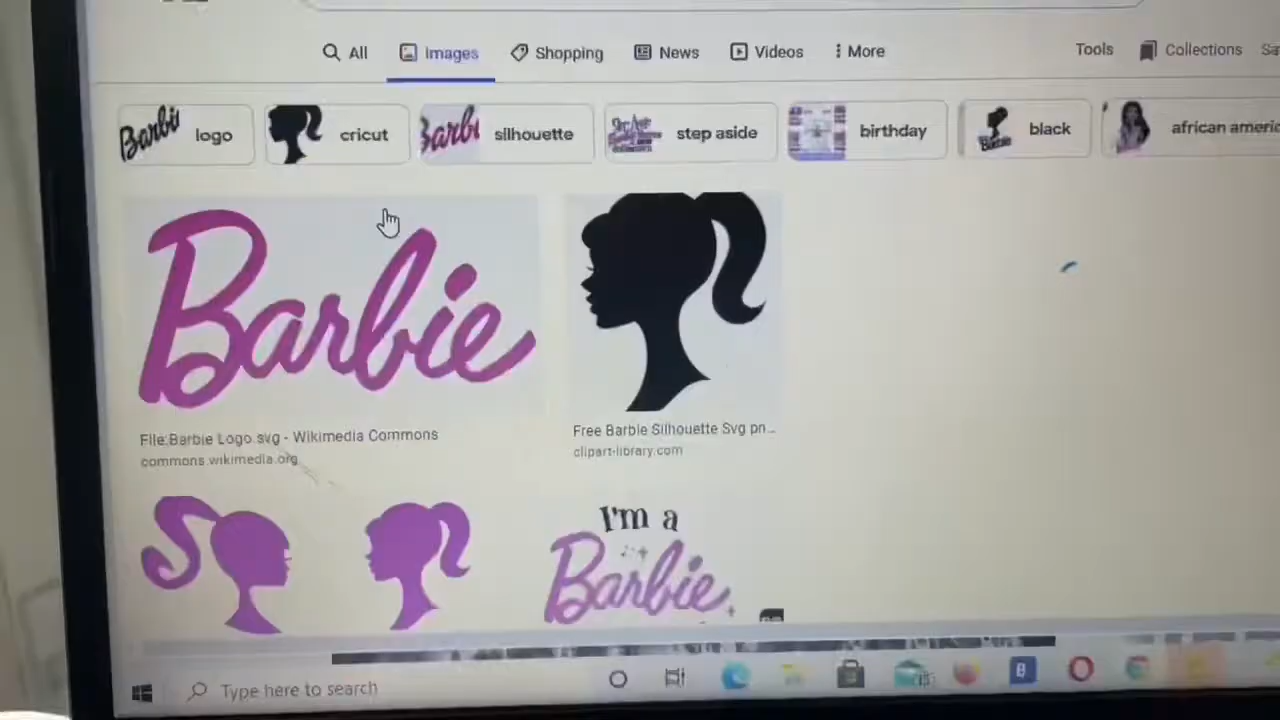 All Images Shopping News Videos More Tools Collections
Barbi logo cricut Barbi silhouette step aside birthday black african americ
Barbie
File:Barbie Logo.svg - Wikimedia Commons
commons.wikimedia.org
Free Barbie Silhouette Svg pn...
clipart-library.com
I'm a
Barbie
Type here to search